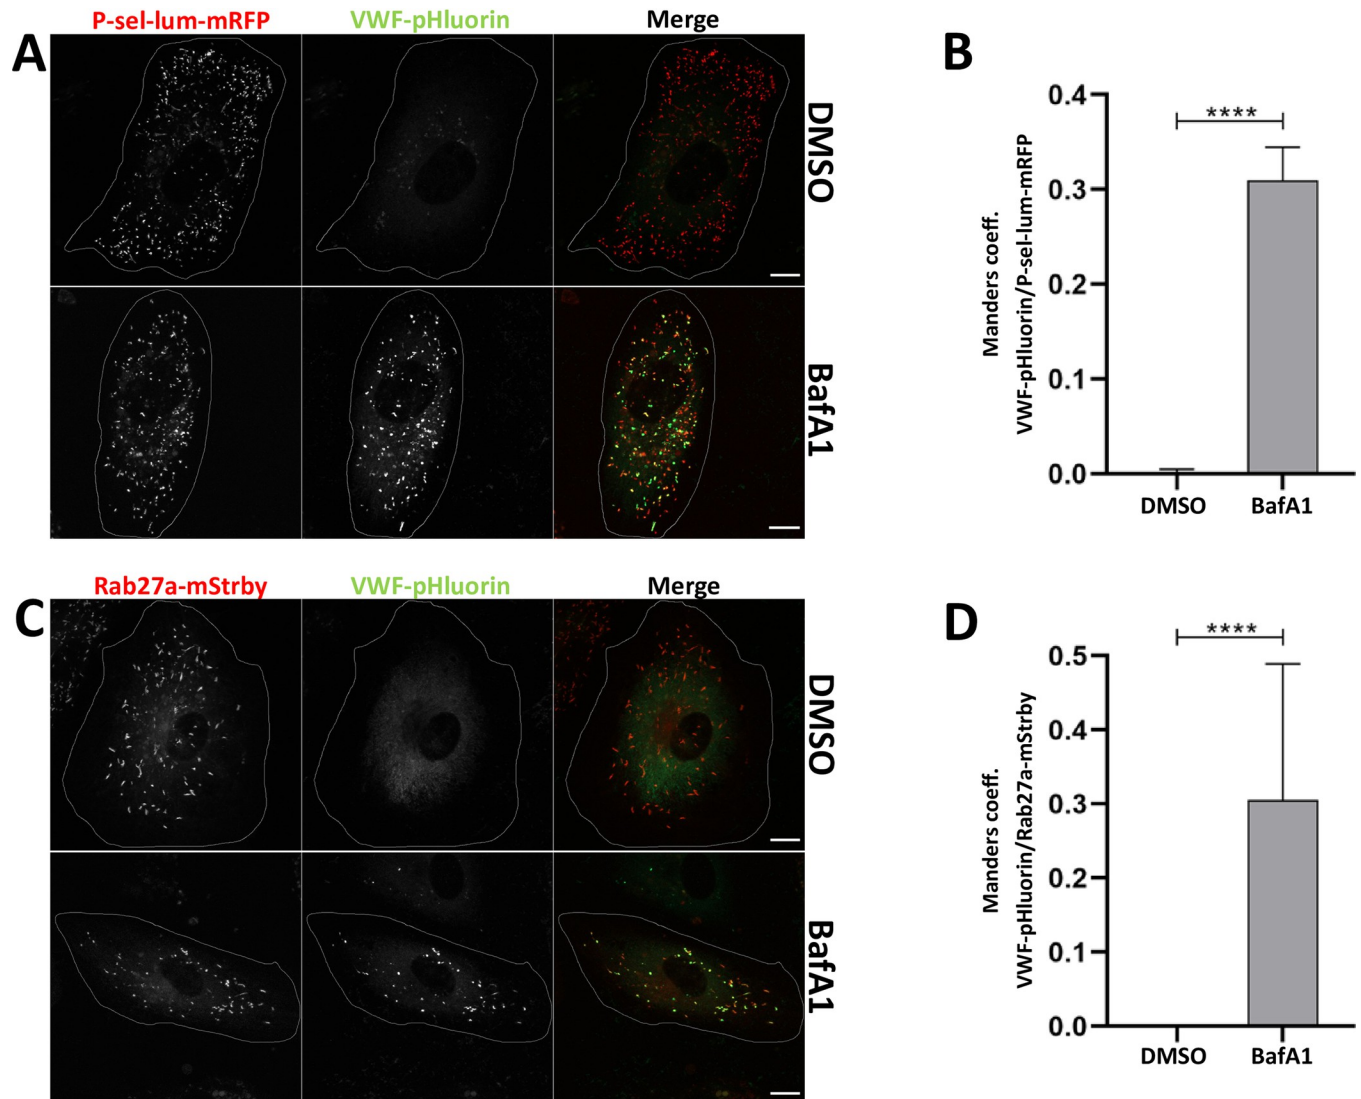 A
P-sel-lum-mRFP
VWF-pHluorin
Merge
DMSO
BafA1
B
0.4
0.3
0.2
0.1
0.0
Manders coeff.
VWF-pHluorin/P-sel-lum-mRFP
****
DMSO
BafA1
C
Rab27a-mStrby
VWF-pHluorin
Merge
DMSO
BafA1
D
0.5
0.4
0.3
0.2
0.1
0.0
Manders coeff.
VWF-pHluorin/Rab27a-mStrby
****
DMSO
BafA1